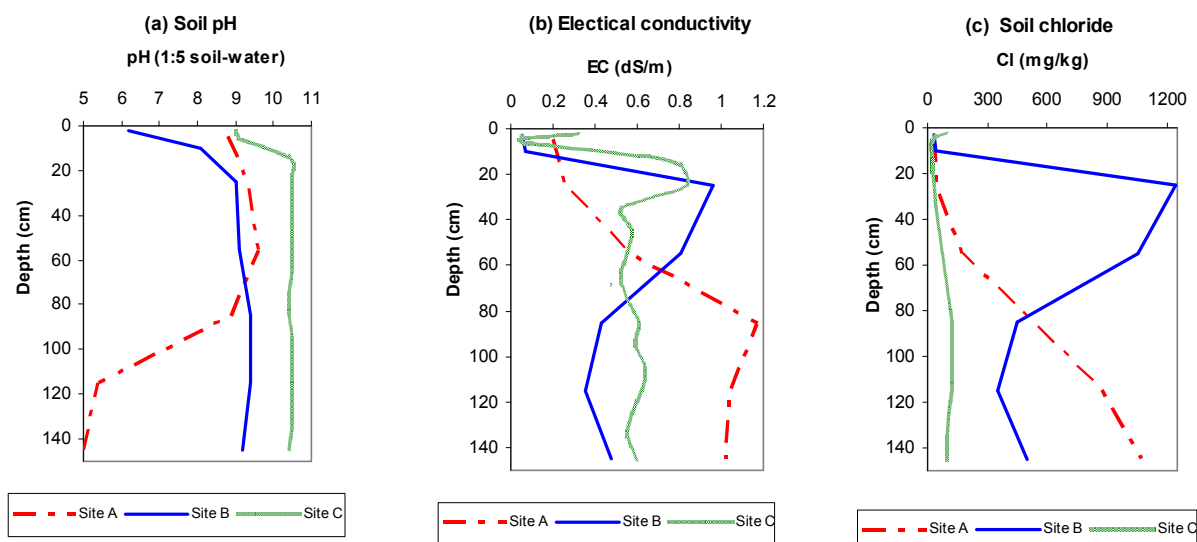 (a) Soil pH
pH (1:5 soil-water)
5 6 7 8 9 10 11
0
20
40
60
80
100
120
140
Depth (cm)
Site A Site B Site C
(b) Electical conductivity
EC (dS/m)
0 0.2 0.4 0.6 0.8 1 1.2
0
20
40
60
80
100
120
140
Depth (cm)
Site A Site B Site C
(c) Soil chloride
Cl (mg/kg)
0 300 600 900 1200
0
20
40
60
80
100
120
140
Depth (cm)
Site A Site B Site C